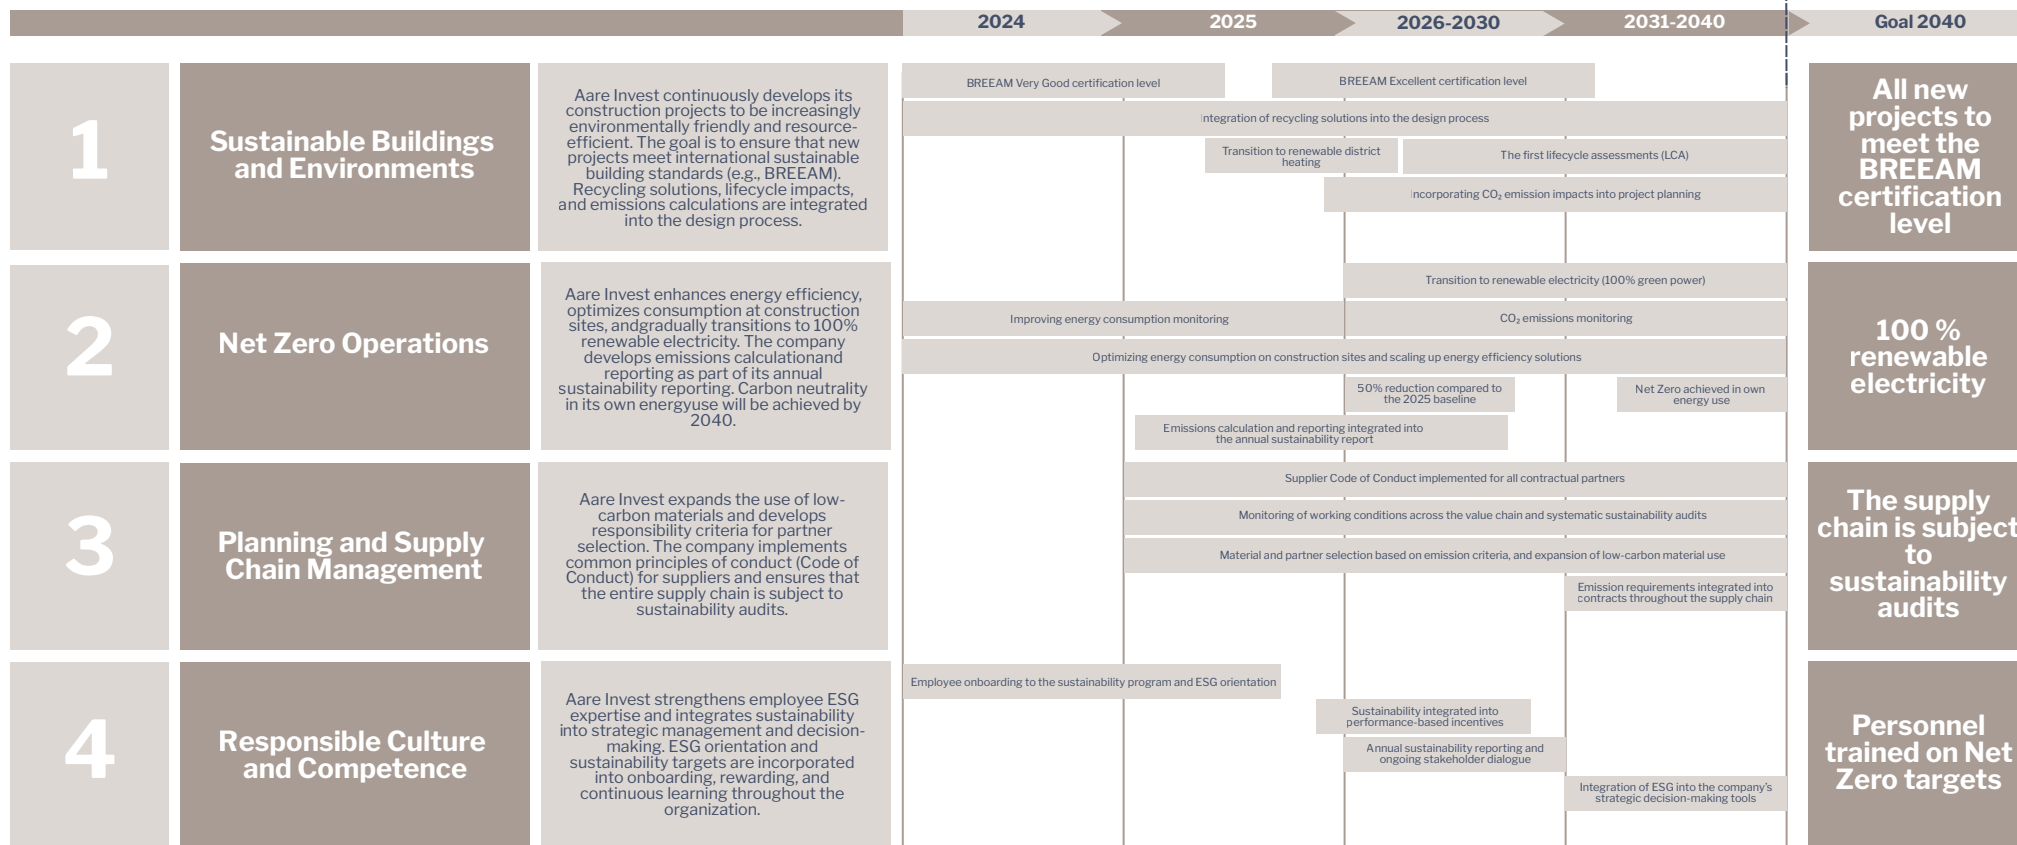 2024
2025
2026-2030
2031-2040
Goal 2040
1
Sustainable Buildings
and Environments
Aare Invest continuously develops its
construction projects to be increasingly
environmentally friendly and resource-
efficient. The goal is to ensure that new
projects meet international sustainable
building standards (e.g., BREEAM).
Recycling solutions, lifecycle impacts,
and emissions calculations are integrated
into the design process.
BREEAM Very Good certification level
BREEAM Excellent certification level
Integration of recycling solutions into the design process
Transition to renewable district
heating
The first lifecycle assessments (LCA)
Incorporating CO₂ emission impacts into project planning
All new
projects to
meet the
BREEAM
certification
level
2
Net Zero Operations
Aare Invest enhances energy efficiency,
optimizes consumption at construction
sites, andgradually transitions to 100%
renewable electricity. The company
develops emissions calculationand
reporting as part of its annual
sustainability reporting. Carbon neutrality
in its own energyuse will be achieved by
2040.
Transition to renewable electricity (100% green power)
Improving energy consumption monitoring
CO₂ emissions monitoring
Optimizing energy consumption on construction sites and scaling up energy efficiency solutions
50% reduction compared to
the 2025 baseline
Net Zero achieved in own
energy use
Emissions calculation and reporting integrated into
the annual sustainability report
100 %
renewable
electricity
3
Planning and Supply
Chain Management
Aare Invest expands the use of low-
carbon materials and develops
responsibility criteria for partner
selection. The company implements
common principles of conduct (Code of
Conduct) for suppliers and ensures that
the entire supply chain is subject to
sustainability audits.
Supplier Code of Conduct implemented for all contractual partners
Monitoring of working conditions across the value chain and systematic sustainability audits
Material and partner selection based on emission criteria, and expansion of low-carbon material use
Emission requirements integrated into
contracts throughout the supply chain
The supply
chain is subject
to
sustainability
audits
4
Responsible Culture
and Competence
Aare Invest strengthens employee ESG
expertise and integrates sustainability
into strategic management and decision-
making. ESG orientation and
sustainability targets are incorporated
into onboarding, rewarding, and
continuous learning throughout the
organization.
Employee onboarding to the sustainability program and ESG orientation
Sustainability integrated into
performance-based incentives
Annual sustainability reporting and
ongoing stakeholder dialogue
Integration of ESG into the company's
strategic decision-making tools
Personnel
trained on Net
Zero targets